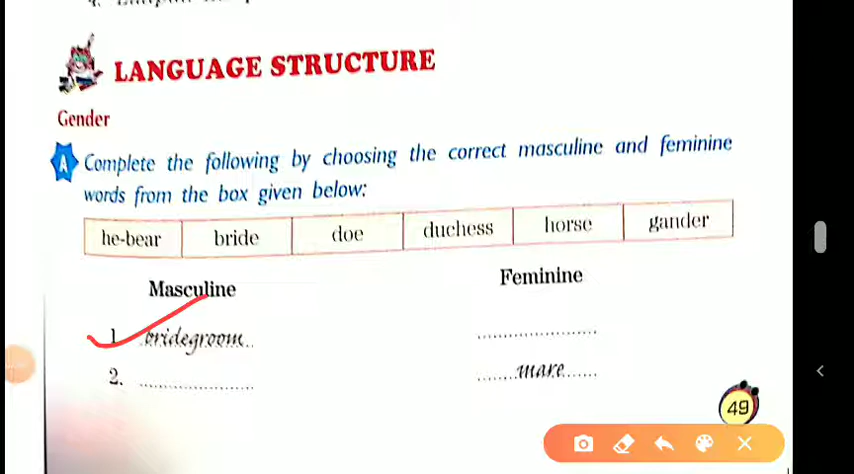 LANGUAGE STRUCTURE
Gender
A Complete the following by choosing the correct masculine and feminine
words from the box given below:
he-bear bride doe duchess horse gander
Masculine Feminine
1. bridegroom.. ........................
2. ........................ ........mare.......
49